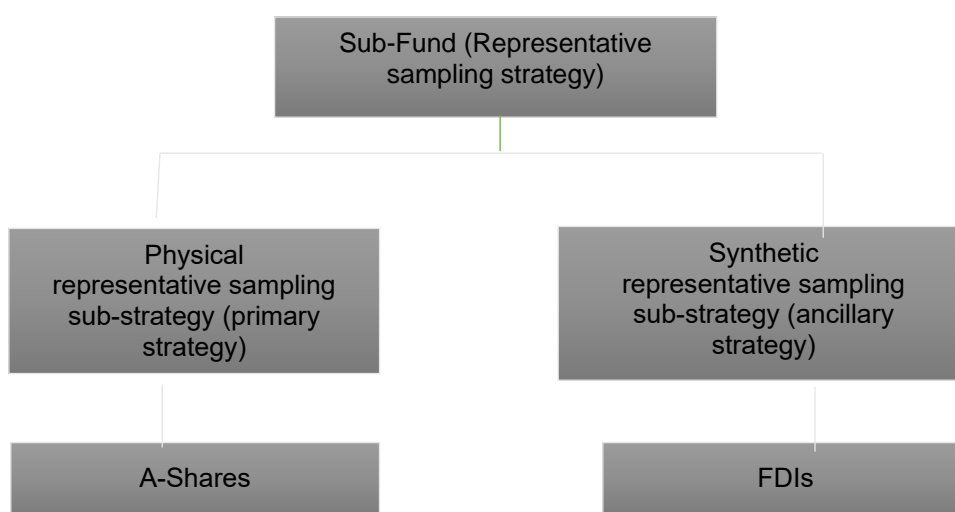 Sub-Fund (Representative
sampling strategy)
Physical
representative sampling
sub-strategy (primary
strategy)
Synthetic
representative sampling
sub-strategy (ancillary
strategy)
A-Shares
FDIs